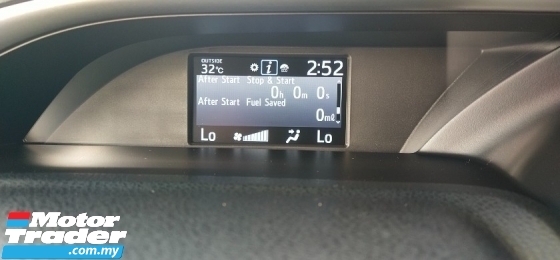 OUTSIDE
32°C
2:52
After Start Stop & Start
0h 0m 0s
After Start Fuel Saved
0mℓ
Lo Lo
Motor
Trader
.com.my